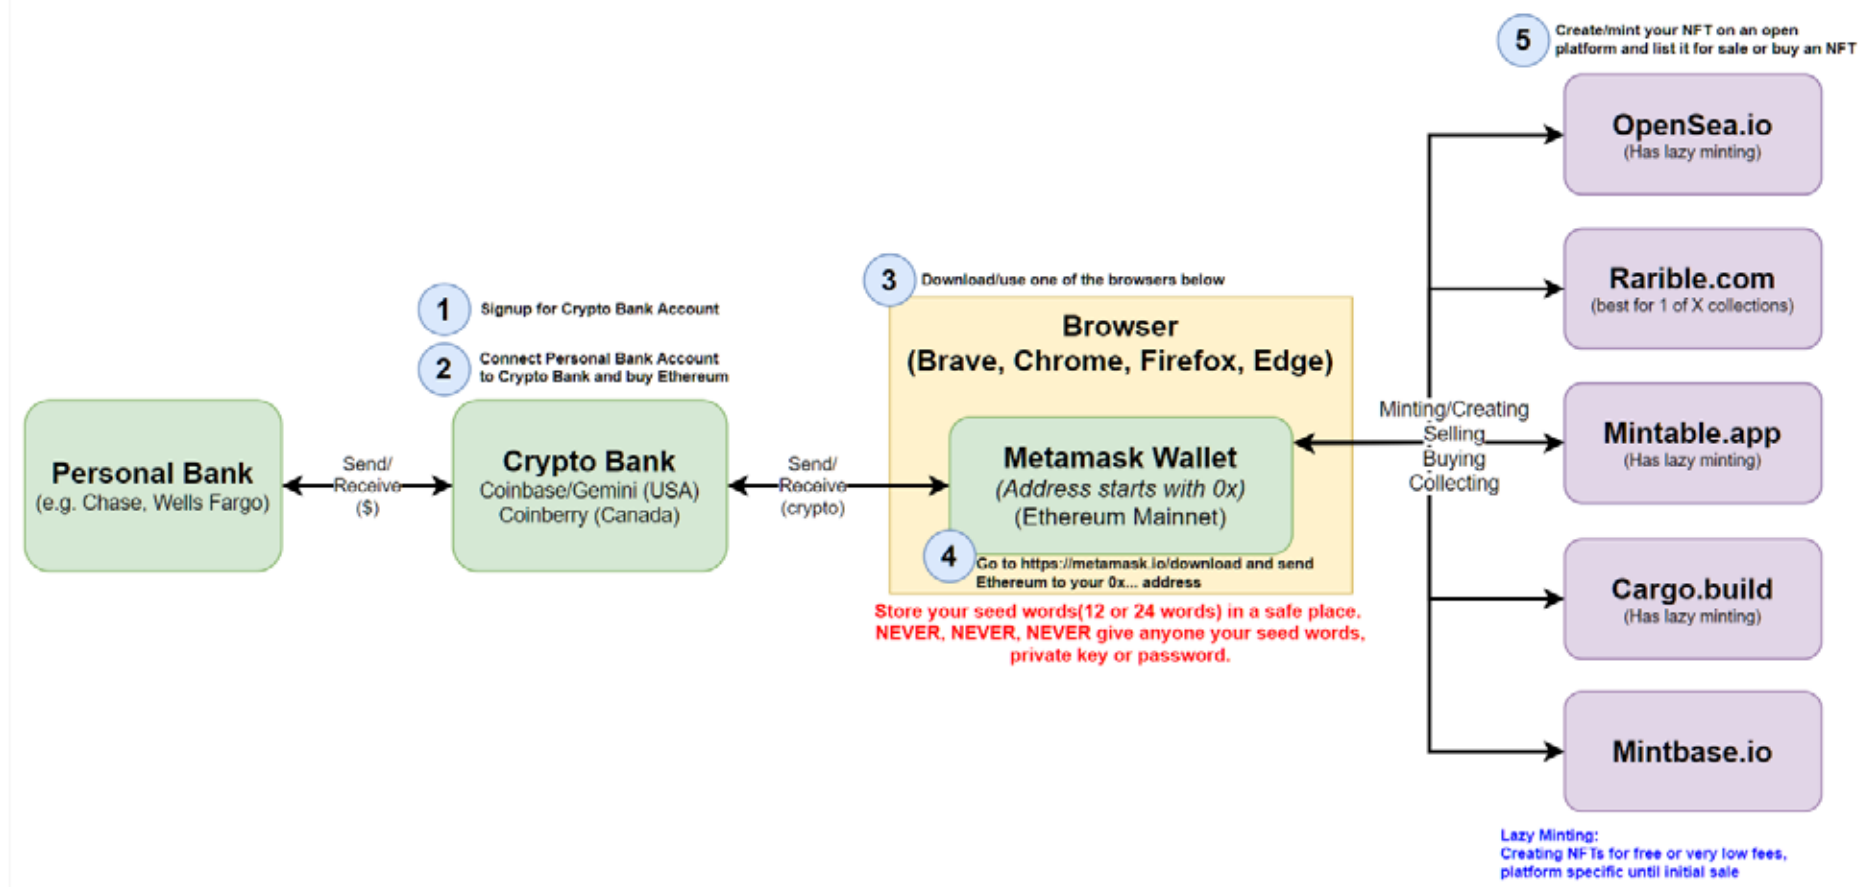 5
Create/mint your NFT on an open
platform and list it for sale or buy an NFT
OpenSea.io
(Has lazy minting)
Rarible.com
(best for 1 of X collections)
3
Download/use one of the browsers below
1
Signup for Crypto Bank Account
2
Connect Personal Bank Account
to Crypto Bank and buy Ethereum
Browser
(Brave, Chrome, Firefox, Edge)
Personal Bank
(e.g. Chase, Wells Fargo)
Send/
Receive
($)
Crypto Bank
Coinbase/Gemini (USA)
Coinberry (Canada)
Send/
Receive
(crypto)
Metamask Wallet
(Address starts with 0x)
(Ethereum Mainnet)
4
Go to https://metamask.io/download and send
Ethereum to your 0x... address
Store your seed words(12 or 24 words) in a safe place.
NEVER, NEVER, NEVER give anyone your seed words,
private key or password.
Minting/Creating
Selling
Buying
Collecting
Mintable.app
(Has lazy minting)
Cargo.build
(Has lazy minting)
Mintbase.io
Lazy Minting:
Creating NFTs for free or very low fees,
platform specific until initial sale